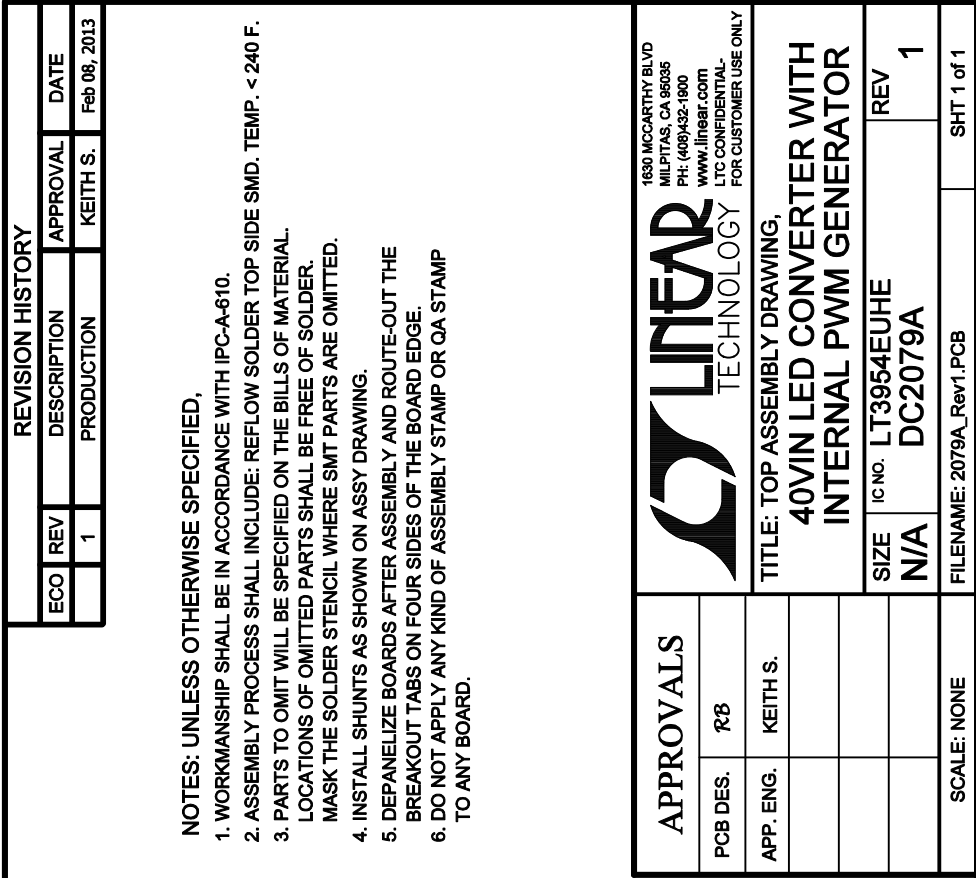 REVISION HISTORY
ECO REV DESCRIPTION APPROVAL DATE
1 PRODUCTION KEITH S. Feb 08, 2013
NOTES: UNLESS OTHERWISE SPECIFIED,
1. WORKMANSHIP SHALL BE IN ACCORDANCE WITH IPC-A-610.
2. ASSEMBLY PROCESS SHALL INCLUDE: REFLOW SOLDER TOP SIDE SMD. TEMP. < 240 F.
3. PARTS TO OMIT WILL BE SPECIFIED ON THE BILLS OF MATERIAL.
LOCATIONS OF OMITTED PARTS SHALL BE FREE OF SOLDER.
MASK THE SOLDER STENCIL WHERE SMT PARTS ARE OMITTED.
4. INSTALL SHUNTS AS SHOWN ON ASSY DRAWING.
5. DEPANELIZE BOARDS AFTER ASSEMBLY AND ROUTE-OUT THE
BREAKOUT TABS ON FOUR SIDES OF THE BOARD EDGE.
6. DO NOT APPLY ANY KIND OF ASSEMBLY STAMP OR QA STAMP
TO ANY BOARD.
APPROVALS
PCB DES. RB
APP. ENG. KEITH S.
LINEAR
TECHNOLOGY
1630 MCCARTHY BLVD
MILPITAS, CA 95035
PH: (408)432-1900
www.linear.com
LTC CONFIDENTIAL-
FOR CUSTOMER USE ONLY
TITLE: TOP ASSEMBLY DRAWING,
40VIN LED CONVERTER WITH
INTERNAL PWM GENERATOR
SIZE
N/A
IC NO. LT3954EUHE
DC2079A
REV
1
SCALE: NONE
FILENAME: 2079A_Rev1.PCB
SHT 1 of 1